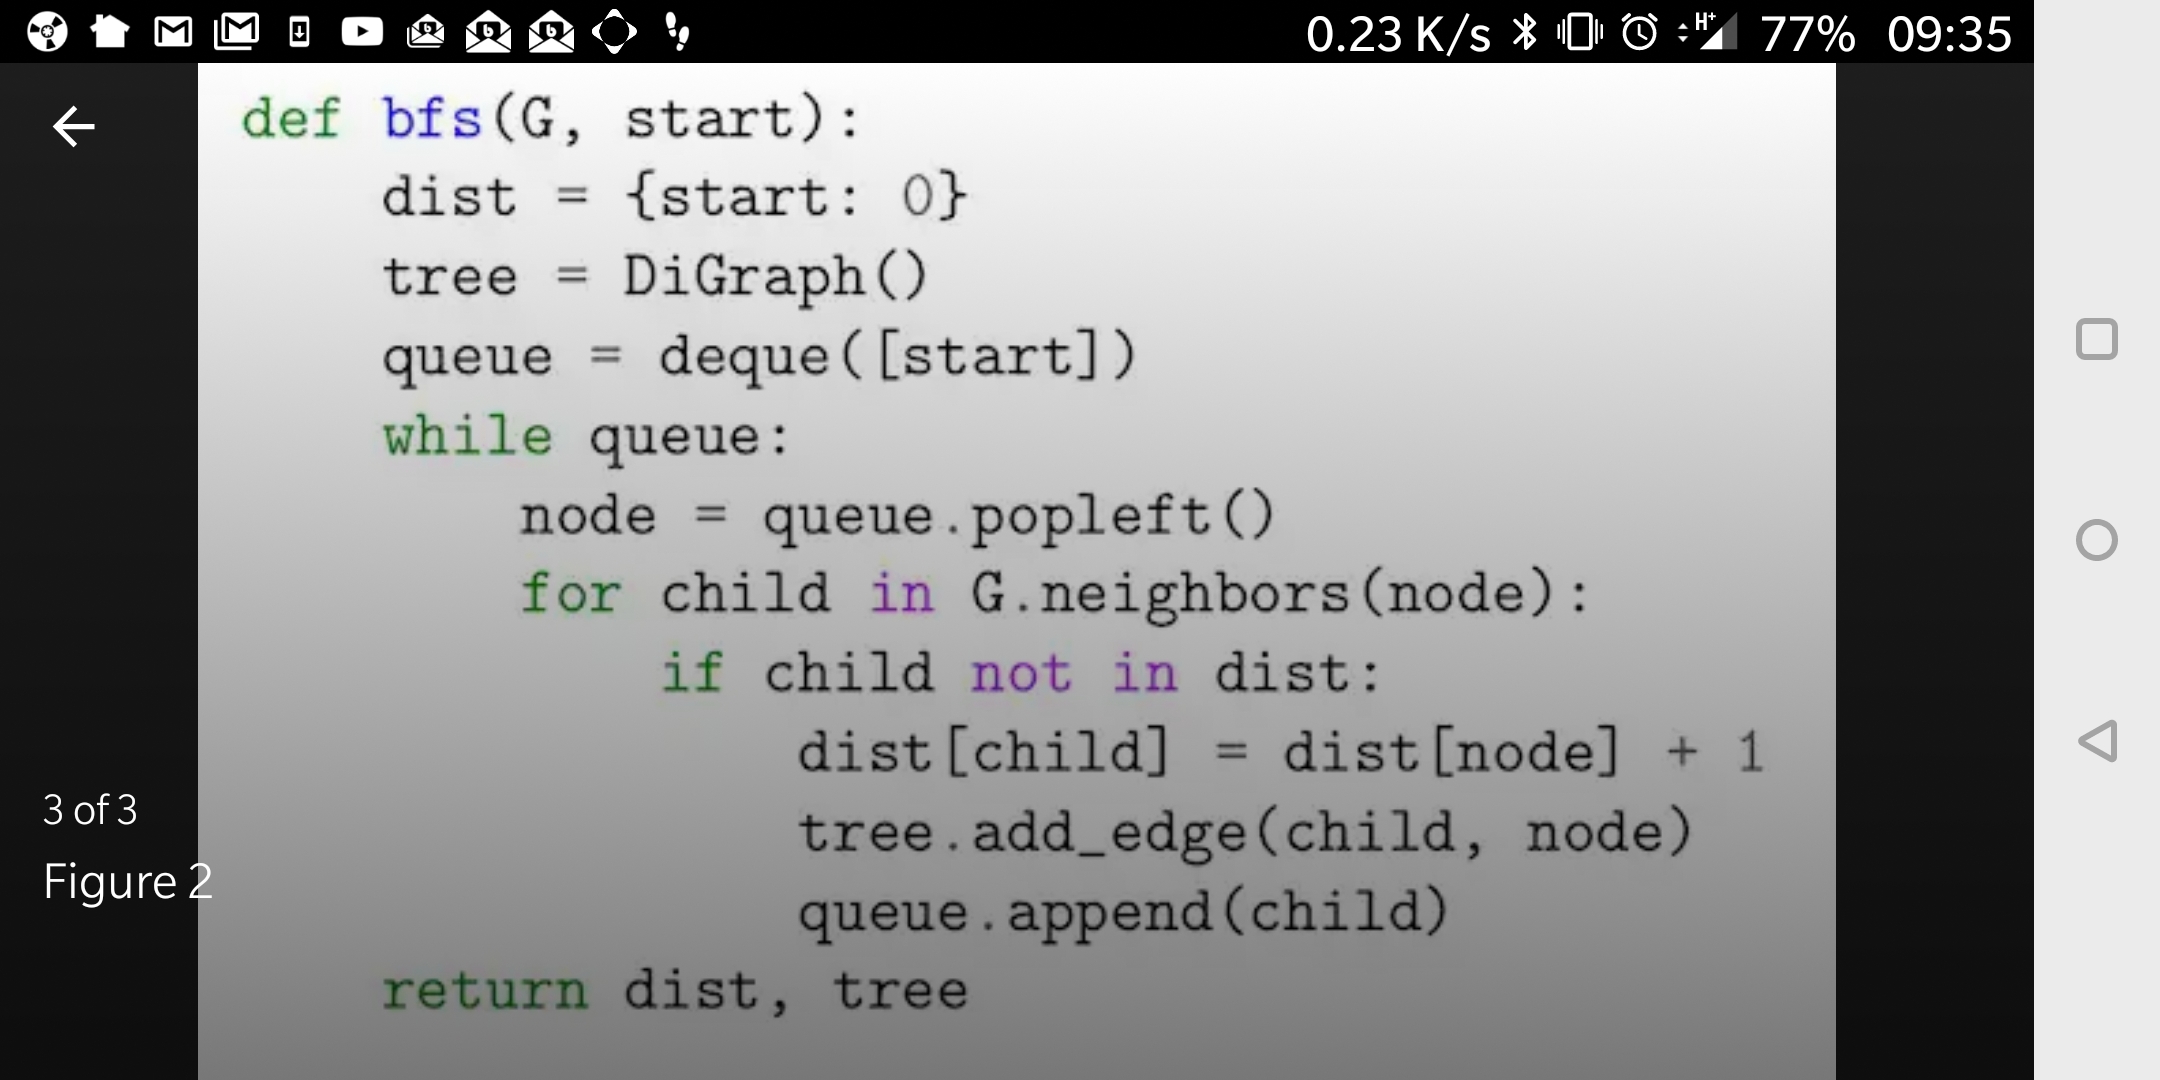 0.23 K/s H+ 77% 09:35
def bfs(G, start):
    dist = {start: 0}
    tree = DiGraph()
    queue = deque([start])
    while queue:
        node = queue.popleft()
        for child in G.neighbors(node):
            if child not in dist:
                dist[child] = dist[node] + 1
                tree.add_edge(child, node)
                queue.append(child)
    return dist, tree
3 of 3
Figure 2